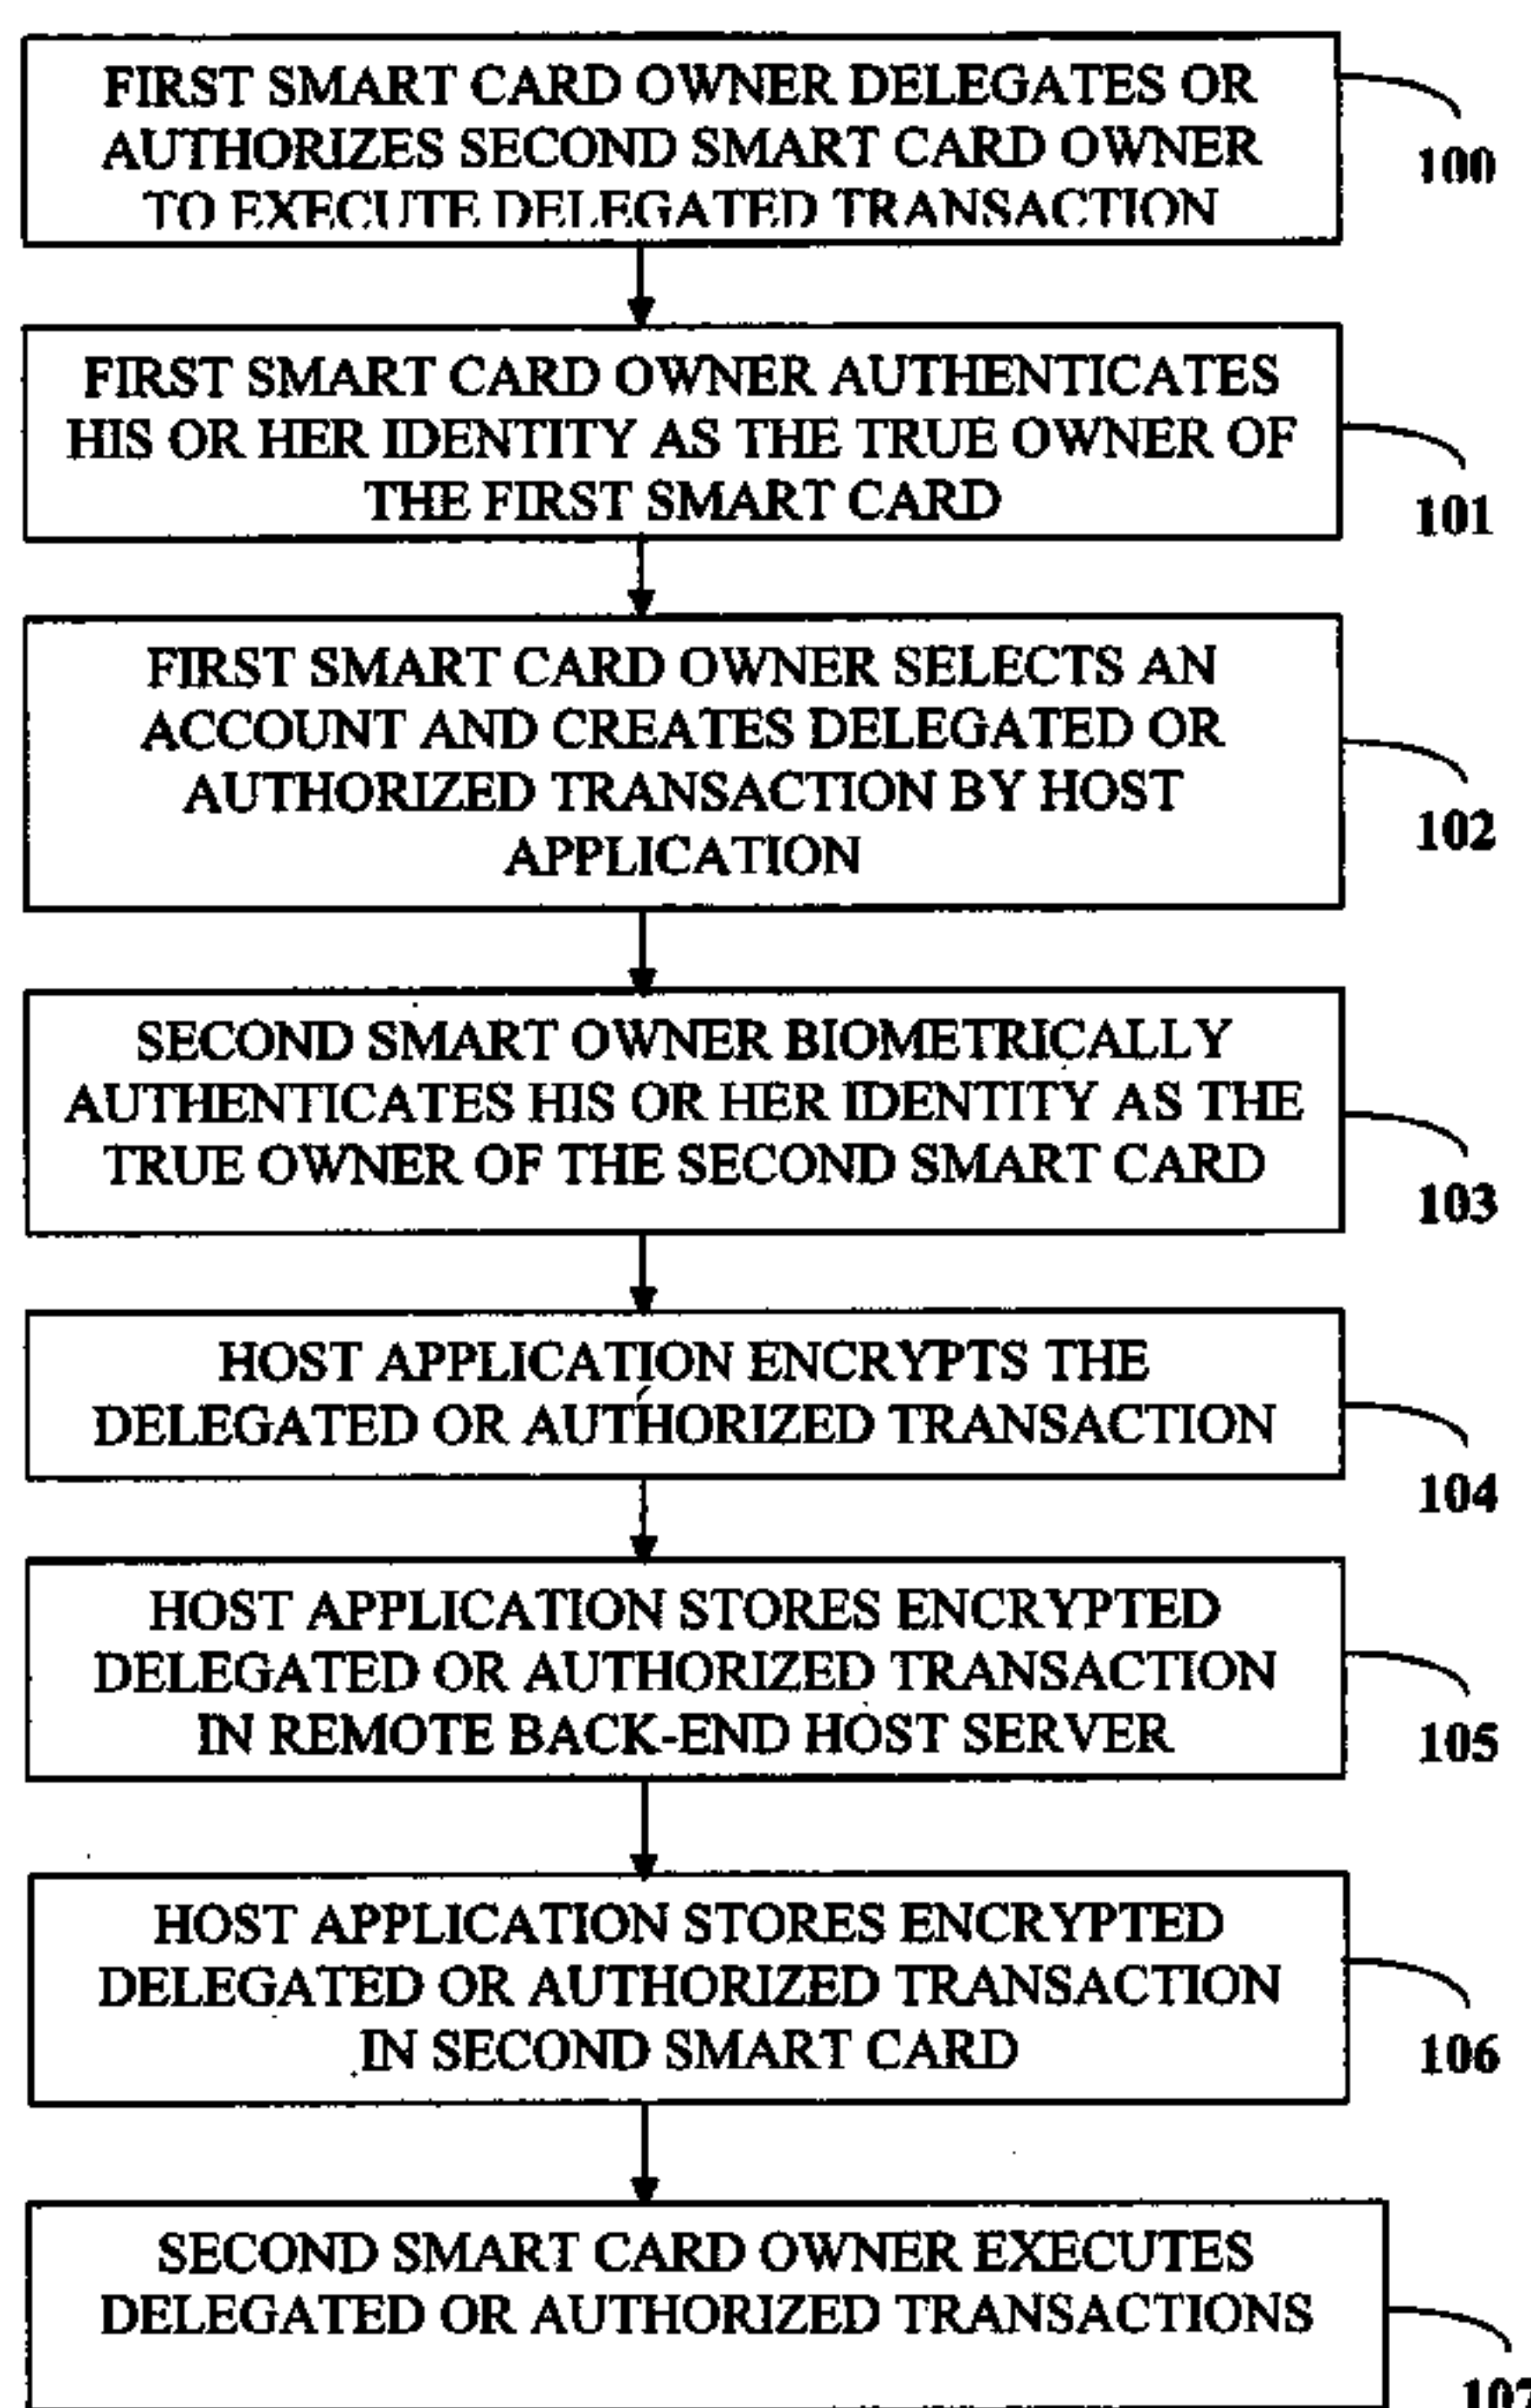 FIRST SMART CARD OWNER DELEGATES OR
AUTHORIZES SECOND SMART CARD OWNER
TO EXECUTE DELEGATED TRANSACTION
100
FIRST SMART CARD OWNER AUTHENTICATES
HIS OR HER IDENTITY AS THE TRUE OWNER OF
THE FIRST SMART CARD
101
FIRST SMART CARD OWNER SELECTS AN
ACCOUNT AND CREATES DELEGATED OR
AUTHORIZED TRANSACTION BY HOST
APPLICATION
102
SECOND SMART OWNER BIOMETRICALLY
AUTHENTICATES HIS OR HER IDENTITY AS THE
TRUE OWNER OF THE SECOND SMART CARD
103
HOST APPLICATION ENCRYPTS THE
DELEGATED OR AUTHORIZED TRANSACTION
104
HOST APPLICATION STORES ENCRYPTED
DELEGATED OR AUTHORIZED TRANSACTION
IN REMOTE BACK-END HOST SERVER
105
HOST APPLICATION STORES ENCRYPTED
DELEGATED OR AUTHORIZED TRANSACTION
IN SECOND SMART CARD
106
SECOND SMART CARD OWNER EXECUTES
DELEGATED OR AUTHORIZED TRANSACTIONS
107